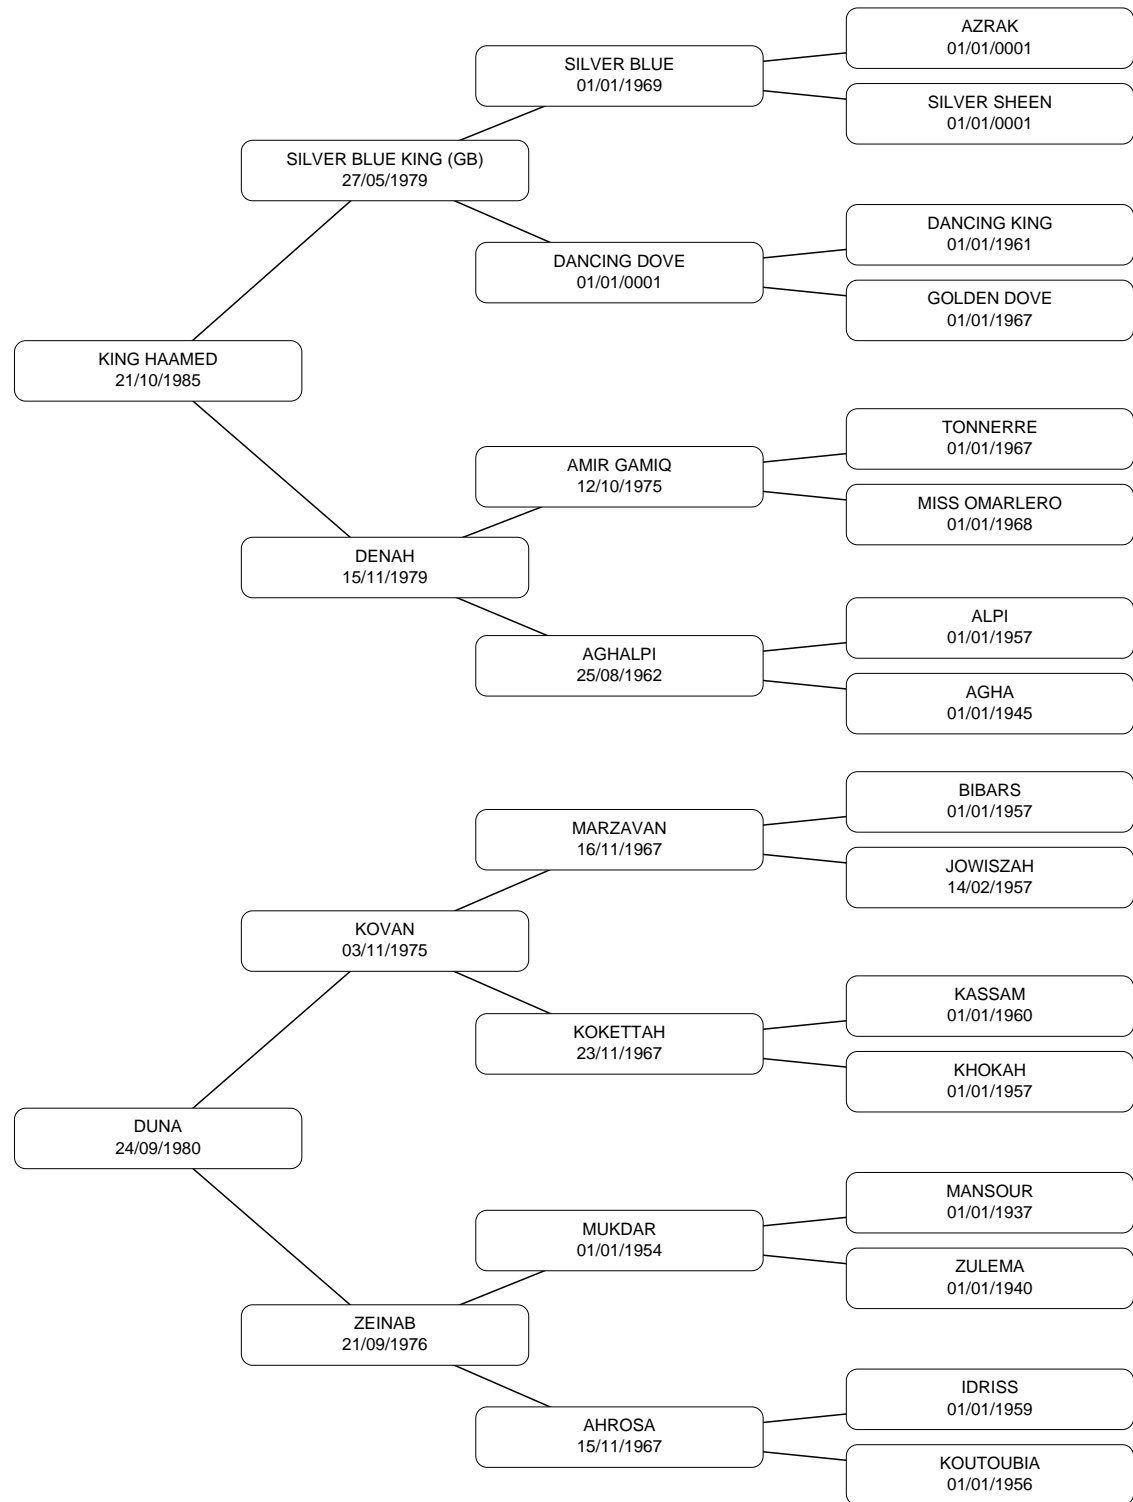 AZRAK
01/01/0001
SILVER BLUE
01/01/1969
SILVER SHEEN
01/01/0001
SILVER BLUE KING (GB)
27/05/1979
DANCING KING
01/01/1961
DANCING DOVE
01/01/0001
GOLDEN DOVE
01/01/1967
KING HAAMED
21/10/1985
TONNERRE
01/01/1967
AMIR GAMIQ
12/10/1975
MISS OMARLERO
01/01/1968
DENAH
15/11/1979
ALPI
01/01/1957
AGHALPI
25/08/1962
AGHA
01/01/1945
BIBARS
01/01/1957
MARZAVAN
16/11/1967
JOWISZAH
14/02/1957
KOVAN
03/11/1975
KASSAM
01/01/1960
KOKETTAH
23/11/1967
KHOKAH
01/01/1957
DUNA
24/09/1980
MANSOUR
01/01/1937
MUKDAR
01/01/1954
ZULEMA
01/01/1940
ZEINAB
21/09/1976
IDRISS
01/01/1959
AHROSA
15/11/1967
KOUTOUBIA
01/01/1956